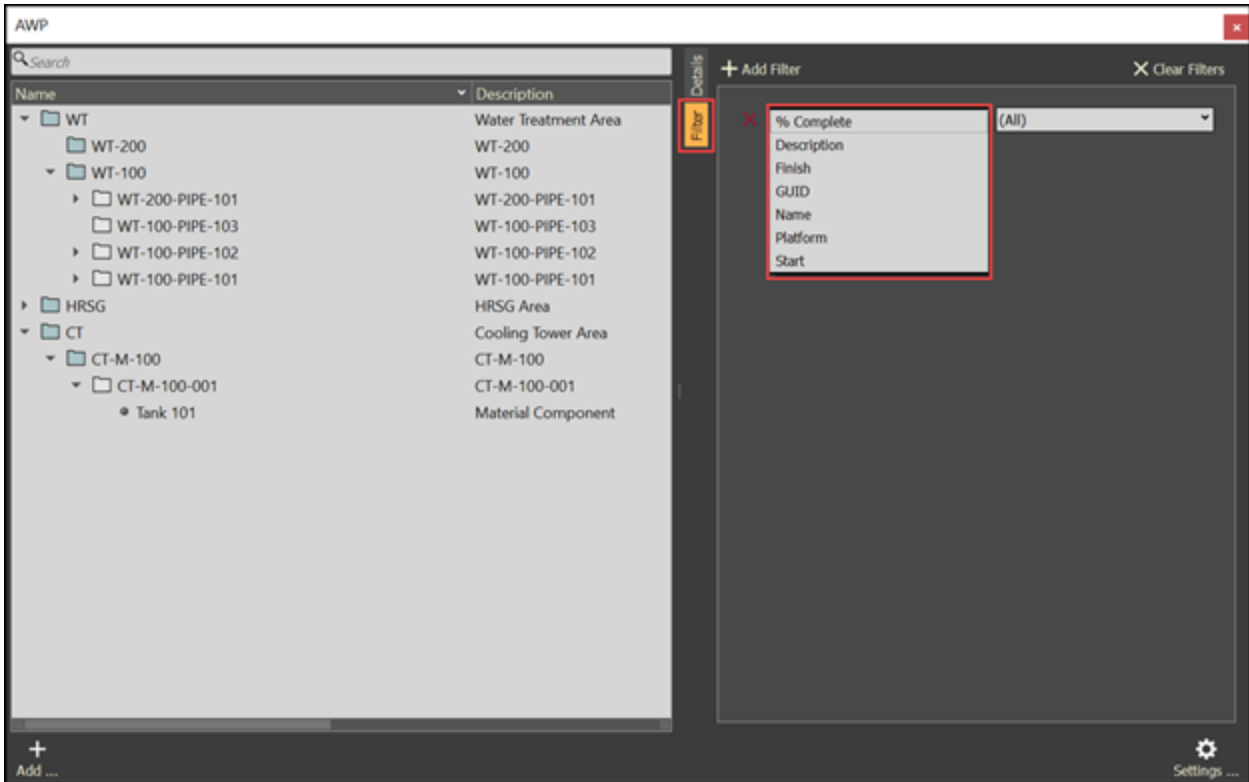 AWP
Search
Details
Add Filter
Clear Filters
Name Description
Filter
% Complete
(All)
Description
Finish
GUID
Name
Platform
Start
WT Water Treatment Area
WT-200 WT-200
WT-100 WT-100
WT-200-PIPE-101 WT-200-PIPE-101
WT-100-PIPE-103 WT-100-PIPE-103
WT-100-PIPE-102 WT-100-PIPE-102
WT-100-PIPE-101 WT-100-PIPE-101
HRSG HRSG Area
CT Cooling Tower Area
CT-M-100 CT-M-100
CT-M-100-001 CT-M-100-001
Tank 101 Material Component
Add ...
Settings ...